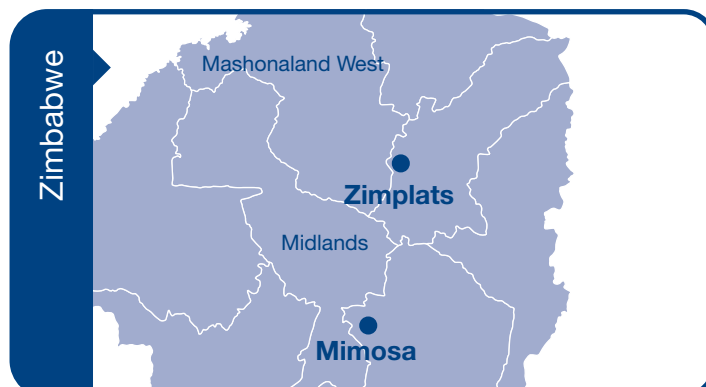 Zimbabwe
Mashonaland West
Zimplats
Midlands
Mimosa